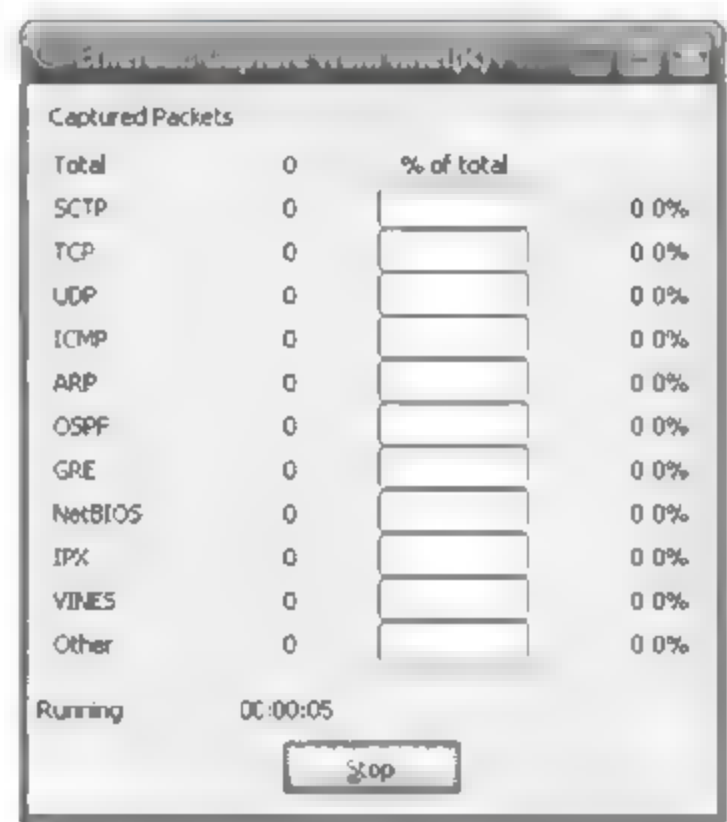 Captured Packets
Total 0 % of total
SCTP 0 0 0%
TCP 0 0 0%
UDP 0 0 0%
ICMP 0 0 0%
ARP 0 0 0%
OSPF 0 0 0%
GRE 0 0 0%
NetBIOS 0 0 0%
IPX 0 0 0%
VINES 0 0 0%
Other 0 0 0%
Running 00:00:05
Stop